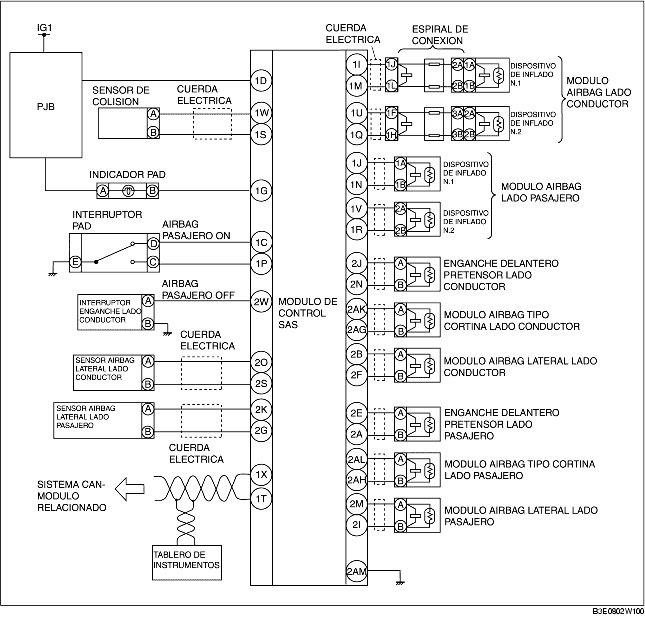 IG1
PJB
SENSOR DE
COLISION
A
B
CUERDA
ELECTRICA
1D
1W
1S
INDICADOR PAD
A
B
1G
INTERRUPTOR
PAD
AIRBAG
PASAJERO ON
E
D
C
1C
1P
AIRBAG
PASAJERO OFF
INTERRUPTOR
ENGANCHE LADO
CONDUCTOR
A
B
2W
CUERDA
ELECTRICA
SENSOR AIRBAG
LATERAL LADO
CONDUCTOR
A
B
2O
2S
SENSOR AIRBAG
LATERAL LADO
PASAJERO
A
B
2K
2G
CUERDA
ELECTRICA
SISTEMA CAN-
MODULO
RELACIONADO
1X
1T
TABLERO DE
INSTRUMENTOS
MODULO DE
CONTROL
SAS
CUERDA
ELECTRICA
ESPIRAL DE
CONEXION
1I
1M
1J
1L
2A
1A
2B
1B
DISPOSITIVO
DE INFLADO
N.1
1U
1Q
1F
1H
3A
2A
3B
2B
DISPOSITIVO
DE INFLADO
N.2
MODULO
AIRBAG LADO
CONDUCTOR
1J
1N
1A
1B
DISPOSITIVO
DE INFLADO
N.1
1V
1R
2A
2B
DISPOSITIVO
DE INFLADO
N.2
MODULO AIRBAG
LADO PASAJERO
2J
2N
A
B
ENGANCHE DELANTERO
PRETENSOR LADO
CONDUCTOR
2AK
2AG
A
B
MODULO AIRBAG TIPO
CORTINA LADO CONDUCTOR
2B
2F
A
B
MODULO AIRBAG LATERAL LADO
CONDUCTOR
2E
2A
A
B
ENGANCHE DELANTERO
PRETENSOR LADO
PASAJERO
2AL
2AH
A
B
MODULO AIRBAG TIPO CORTINA
LADO PASAJERO
2M
2I
A
B
MODULO AIRBAG LATERAL LADO
PASAJERO
2AM
B3E0802W100